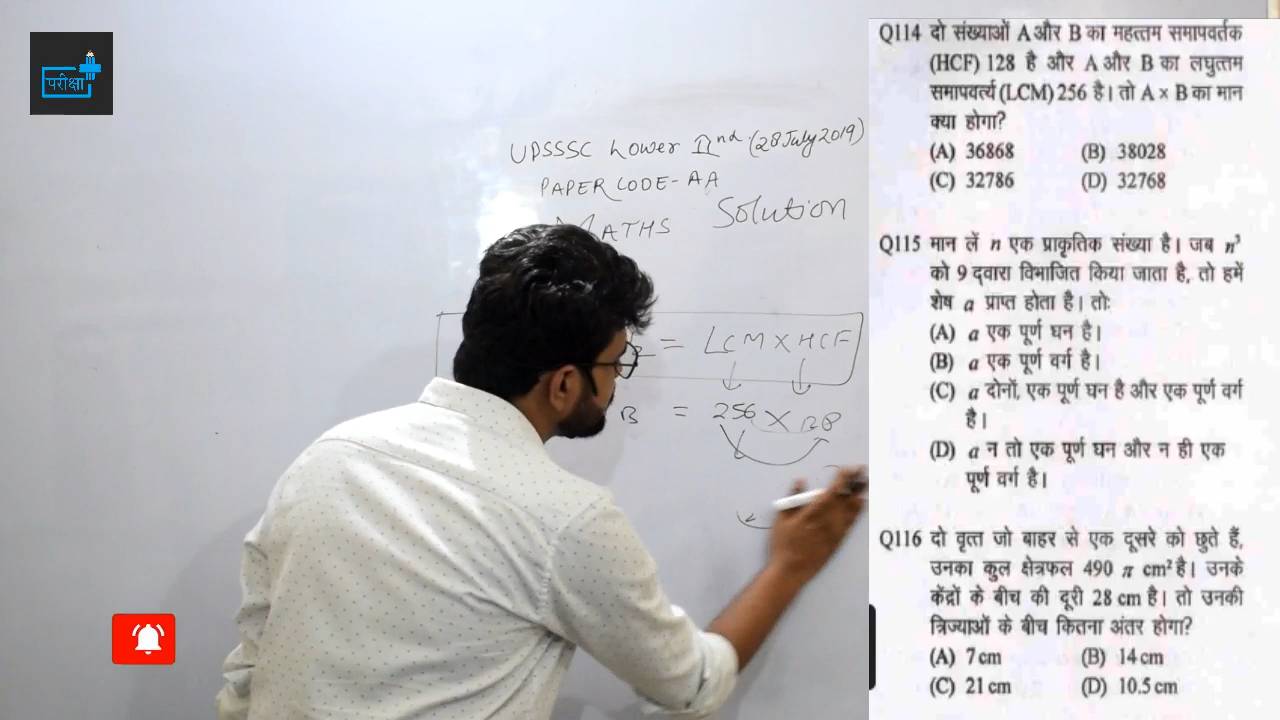 परीक्षा
UPSSSC Lower IInd (28 July 2019)
PAPER CODE-AA
MATHS Solution
= LCM X HCF
B = 256 X 128
Q114 दो संख्याओं A और B का महत्तम समापवर्तक
(HCF) 128 है और A और B का लघुत्तम
समापवर्त्य (LCM) 256 है। तो A × B का मान
क्या होगा?
(A) 36868 (B) 38028
(C) 32786 (D) 32768
Q115 मान लें n एक प्राकृतिक संख्या है। जब n³
को 9 द्वारा विभाजित किया जाता है, तो हमें
शेष a प्राप्त होता है। तो:
(A) a एक पूर्ण घन है।
(B) a एक पूर्ण वर्ग है।
(C) a दोनों, एक पूर्ण घन है और एक पूर्ण वर्ग
है।
(D) a न तो एक पूर्ण घन और न ही एक
पूर्ण वर्ग है।
Q116 दो वृत्त जो बाहर से एक दूसरे को छुते हैं,
उनका कुल क्षेत्रफल 490 π cm² है। उनके
केंद्रों के बीच की दूरी 28 cm है। तो उनकी
त्रिज्याओं के बीच कितना अंतर होगा?
(A) 7 cm (B) 14 cm
(C) 21 cm (D) 10.5 cm